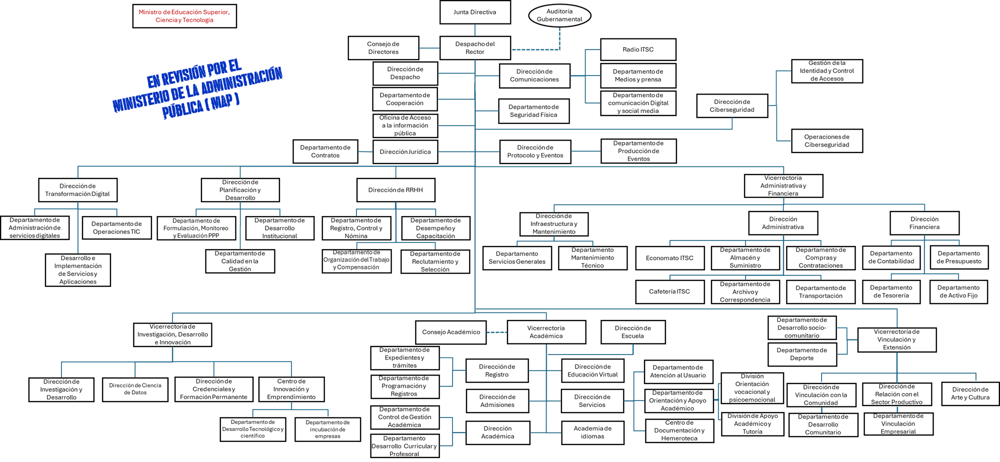 Ministro de Educación Superior,
Ciencia y Tecnología
Junta Directiva
Auditoría
Gubernamental
Consejo de
Directores
Despacho del
Rector
EN REVISIÓN POR EL
MINISTERIO DE LA ADMINISTRACIÓN
PÚBLICA ( MAP )
Dirección de
Despacho
Departamento de
Cooperación
Oficina de Acceso
a la información
pública
Departamento de
Contratos
Dirección Jurídica
Dirección de
Comunicaciones
Radio ITSC
Departamento de
Medios y prensa
Departamento de
comunicación Digital
y social media
Departamento de
Seguridad Física
Dirección de
Protocolo y Eventos
Departamento de
Producción de
Eventos
Dirección de
Ciberseguridad
Gestión de la
Identidad y Control
de Accesos
Operaciones de
Ciberseguridad
Dirección de
Transformación Digital
Departamento de
Administración de
servicios digitales
Departamento de
Operaciones TIC
Desarrollo e
Implementación
de Servicios y
Aplicaciones
Dirección de
Planificación y
Desarrollo
Departamento de
Formulación, Monitoreo
y Evaluación PPP
Departamento de
Desarrollo
Institucional
Departamento de
Calidad en la
Gestión
Dirección de RRHH
Departamento de
Registro, Control y
Nómina
Departamento de
Desempeño y
Capacitación
Departamento de
Organización del Trabajo
y Compensación
Departamento de
Reclutamiento y
Selección
Vicerrectoría
Administrativa y
Financiera
Dirección de
Infraestructura y
Mantenimiento
Departamento
Servicios Generales
Departamento
Mantenimiento
Técnico
Dirección
Administrativa
Economato ITSC
Departamento de
Almacén y
Suministro
Departamento de
Compras y
Contrataciones
Cafetería ITSC
Departamento de
Archivo y
Correspondencia
Departamento de
Transportación
Dirección
Financiera
Departamento
de Contabilidad
Departamento
de Presupuesto
Departamento
de Tesorería
Departamento
de Activo Fijo
Vicerrectoría de
Investigación, Desarrollo
e Innovación
Dirección de
Investigación y
Desarrollo
Dirección de Ciencia
de Datos
Dirección de
Credenciales y
Formación Permanente
Centro de
Innovación y
Emprendimiento
Departamento de
Desarrollo Tecnológico y
científico
Departamento de
incubación de
empresas
Consejo Académico
Vicerrectoría
Académica
Dirección de
Escuela
Departamento de
Expedientes y
trámites
Departamento de
Programación y
Registros
Dirección de
Registro
Dirección de
Educación Virtual
Dirección de
Admisiones
Dirección de
Servicios
Departamento de
Control de Gestión
Académica
Departamento
Desarrollo Curricular y
Profesoral
Dirección
Académica
Academia de
idiomas
Departamento de
Atención al Usuario
Departamento de
Orientación y Apoyo
Académico
Centro de
Documentación y
Hemeroteca
División
Orientación
vocacional y
psicoemocional
División de Apoyo
Académico y
Tutoría
Departamento de
Desarrollo socio-
comunitario
Departamento de
Deporte
Vicerrectoría de
Vinculación y
Extensión
Dirección de
Vinculación con la
Comunidad
Departamento de
Desarrollo
Comunitario
Dirección de
Relación con el
Sector Productivo
Departamento de
Vinculación
Empresarial
Dirección de
Arte y Cultura